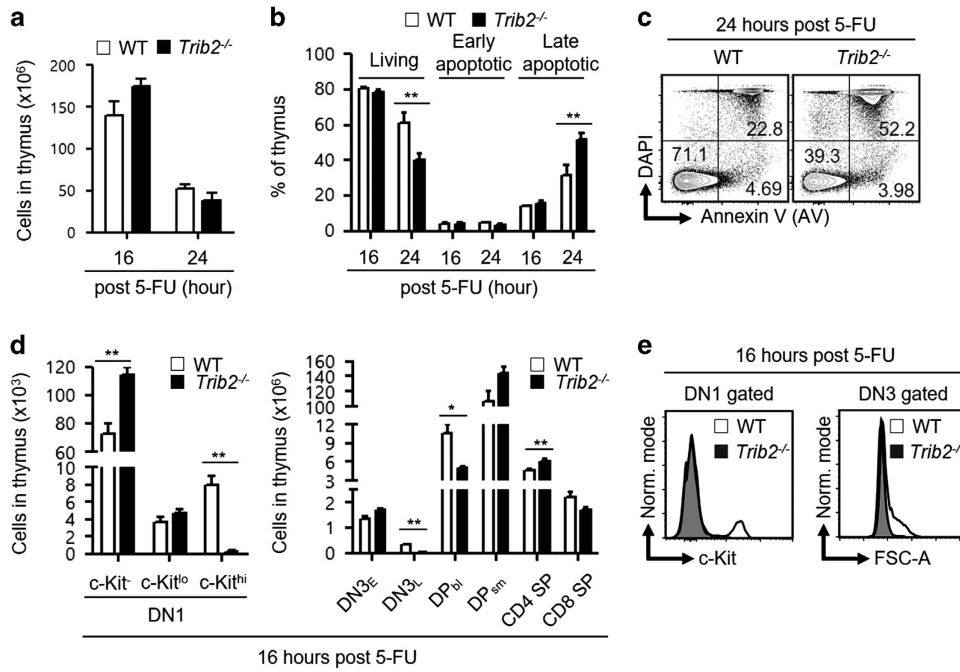 a
WT Trib2-/-
Cells in thymus (x10⁶)
200
150
100
50
0
16 24
post 5-FU (hour)
b
WT Trib2-/-
Living Early apoptotic Late apoptotic
% of thymus
100
80
60
40
20
0
** **
16 24 16 24 16 24
post 5-FU (hour)
c
24 hours post 5-FU
WT Trib2-/-
22.8 52.2
71.1 39.3
4.69 3.98
DAPI
Annexin V (AV)
d
WT
Trib2-/-
Cells in thymus (x10³)
120
100
80
60
8
6
4
2
0
** **
c-Kit- c-Kitlo c-Kithi
DN1
WT
Trib2-/-
Cells in thymus (x10⁶)
160
140
120
100
12
9
6
3
2
1
0
** * **
DN3E DN3L DPbl DPsm CD4 SP CD8 SP
16 hours post 5-FU
e
16 hours post 5-FU
DN1 gated DN3 gated
WT WT
Trib2-/- Trib2-/
Norm. mode Norm. mode
c-Kit FSC-A